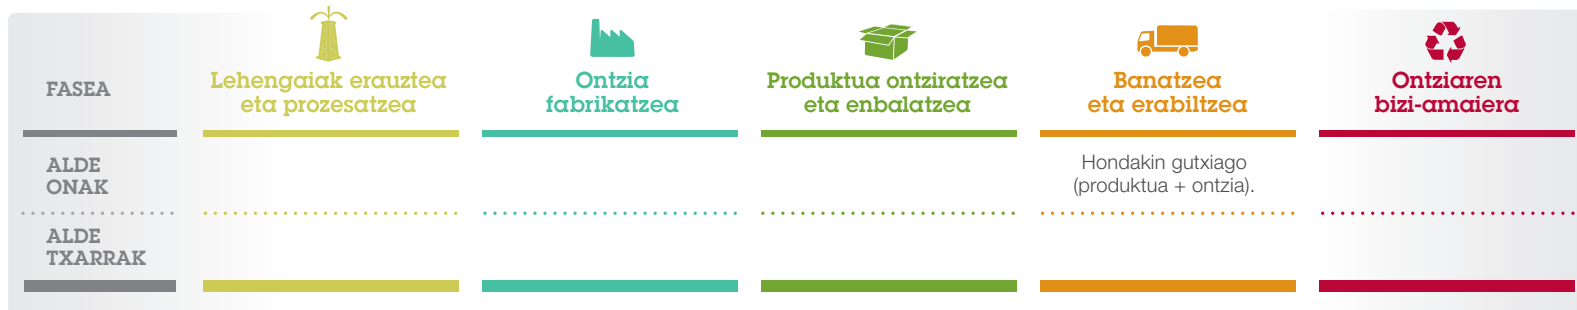 FASEA
Lehengaiak erauztea
eta prozesatzea
Ontzia
fabrikatzea
Produktua ontziratzea
eta enbalatzea
Banatzea
eta erabiltzea
Ontziaren
bizi-amaiera
ALDE
ONAK
Hondakin gutxiago
(produktua + ontzia).
ALDE
TXARRAK